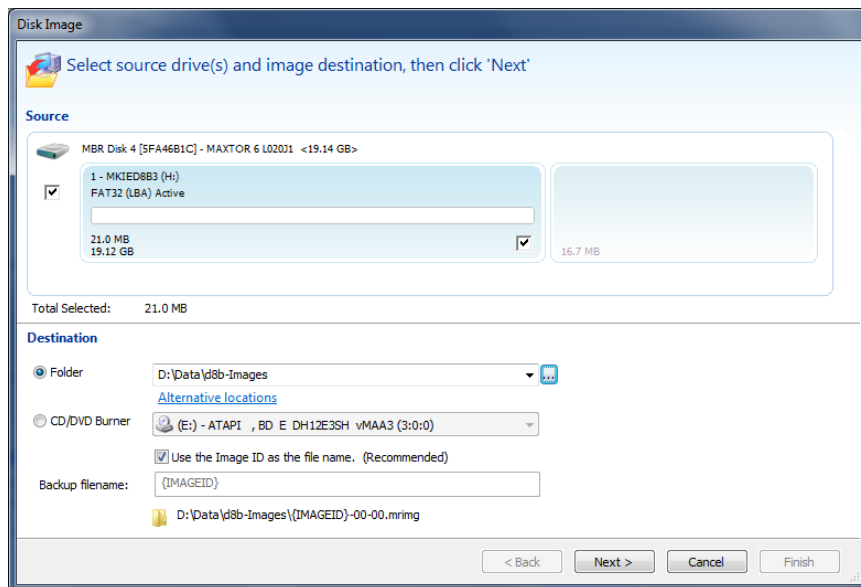 Disk Image
Select source drive(s) and image destination, then click 'Next'
Source
MBR Disk 4 [5FA46B1C] - MAXTOR 6 L020J1 <19.14 GB>
1 - MKIED8B3 (H:)
FAT32 (LBA) Active
21.0 MB
19.12 GB
16.7 MB
Total Selected: 21.0 MB
Destination
Folder D:\Data\d8b-Images ...
Alternative locations
CD/DVD Burner (E:) - ATAPI , BD E DH12E3SH vMAA3 (3:0:0)
Use the Image ID as the file name. (Recommended)
Backup filename: {IMAGEID}
D:\Data\d8b-Images\{IMAGEID}-00-00.mrimg
< Back Next > Cancel Finish